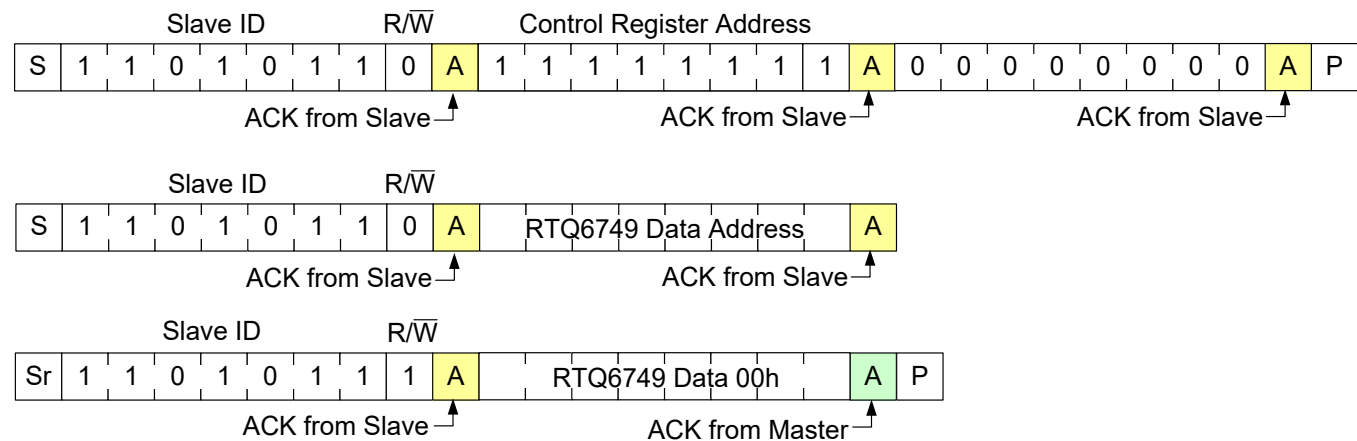 Slave ID R/W̅ Control Register Address
S 1 1 0 1 0 1 1 0 A 1 1 1 1 1 1 1 1 A 0 0 0 0 0 0 0 0 A P
ACK from Slave ACK from Slave ACK from Slave
Slave ID R/W̅
S 1 1 0 1 0 1 1 0 A RTQ6749 Data Address A
ACK from Slave ACK from Slave
Slave ID R/W̅
Sr 1 1 0 1 0 1 1 1 A RTQ6749 Data 00h A P
ACK from Slave ACK from Master